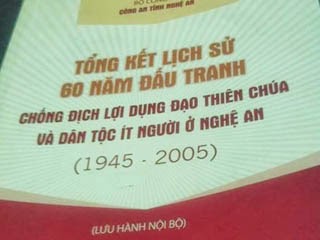 BỘ CÔNG
CÔNG AN TỈNH NGHỆ AN
TỔNG KẾT LỊCH SỬ
60 NĂM ĐẤU TRANH
CHỐNG ĐỊCH LỢI DỤNG ĐẠO THIÊN CHÚA
VÀ DÂN TỘC ÍT NGƯỜI Ở NGHỆ AN
(1945 - 2005)
(LƯU HÀNH NỘI BỘ)